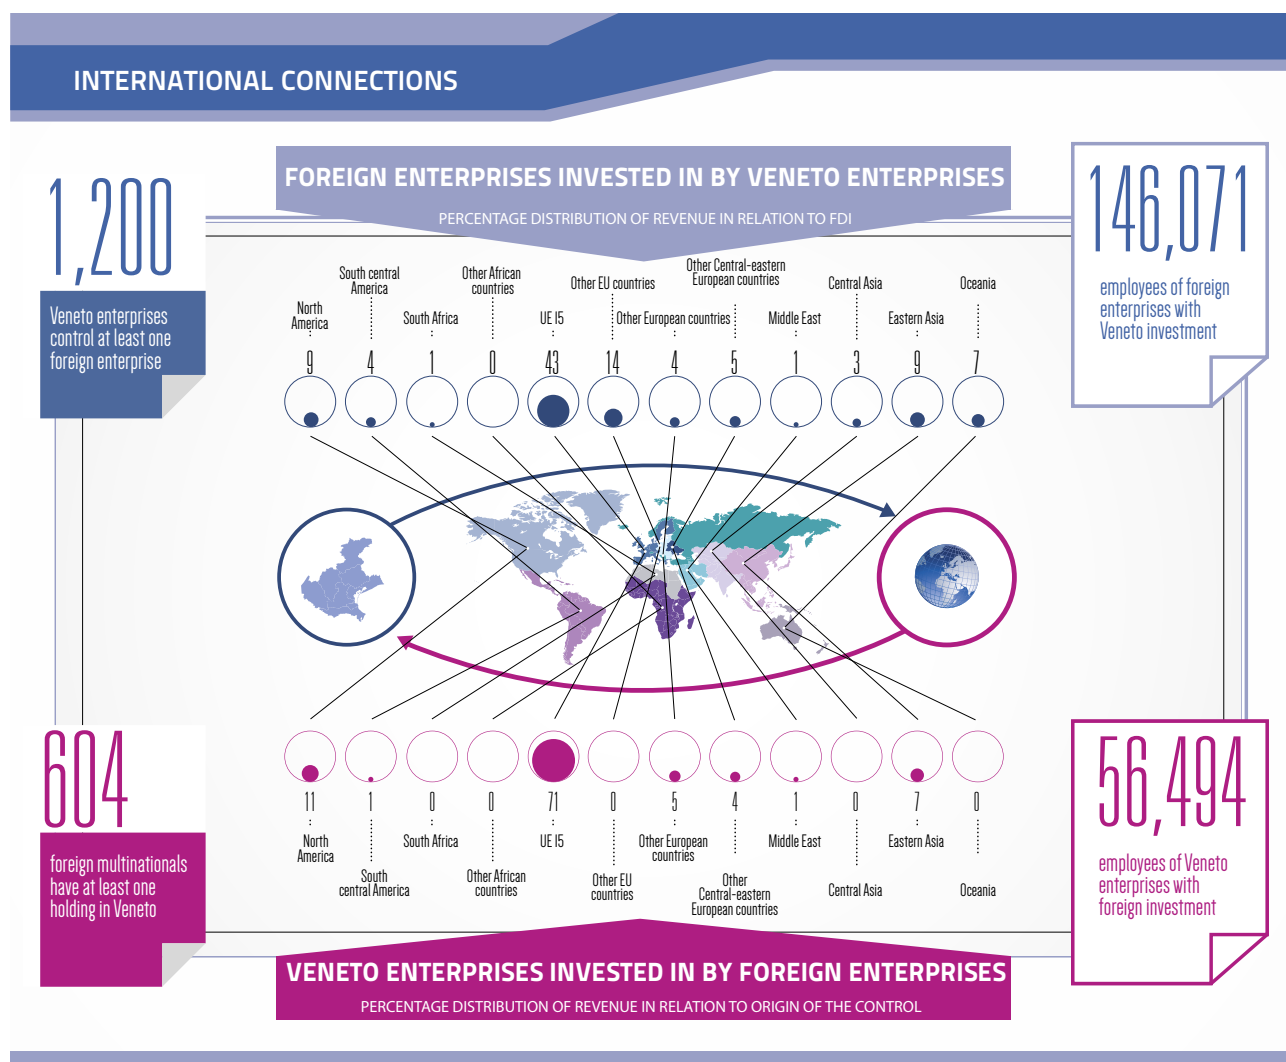 INTERNATIONAL CONNECTIONS
1,200
Veneto enterprises
control at least one
foreign enterprise
FOREIGN ENTERPRISES INVESTED IN BY VENETO ENTERPRISES
PERCENTAGE DISTRIBUTION OF REVENUE IN RELATION TO FDI
146,071
employees of foreign
enterprises with
Veneto investment
North
America
South central
America
South Africa
Other African
countries
UE 15
Other EU countries
Other European countries
Other Central-eastern
European countries
Middle East
Central Asia
Eastern Asia
Oceania
9 4 1 0 43 14 4 5 1 3 9 7
604
foreign multinationals
have at least one
holding in Veneto
11 1 0 0 71 0 5 4 1 0 7 0
North
America
South
central America
South Africa
Other African
countries
UE 15
Other EU
countries
Other European
countries
Other
Central-eastern
European countries
Middle East
Central Asia
Eastern Asia
Oceania
56,494
employees of Veneto
enterprises with
foreign investment
VENETO ENTERPRISES INVESTED IN BY FOREIGN ENTERPRISES
PERCENTAGE DISTRIBUTION OF REVENUE IN RELATION TO ORIGIN OF THE CONTROL